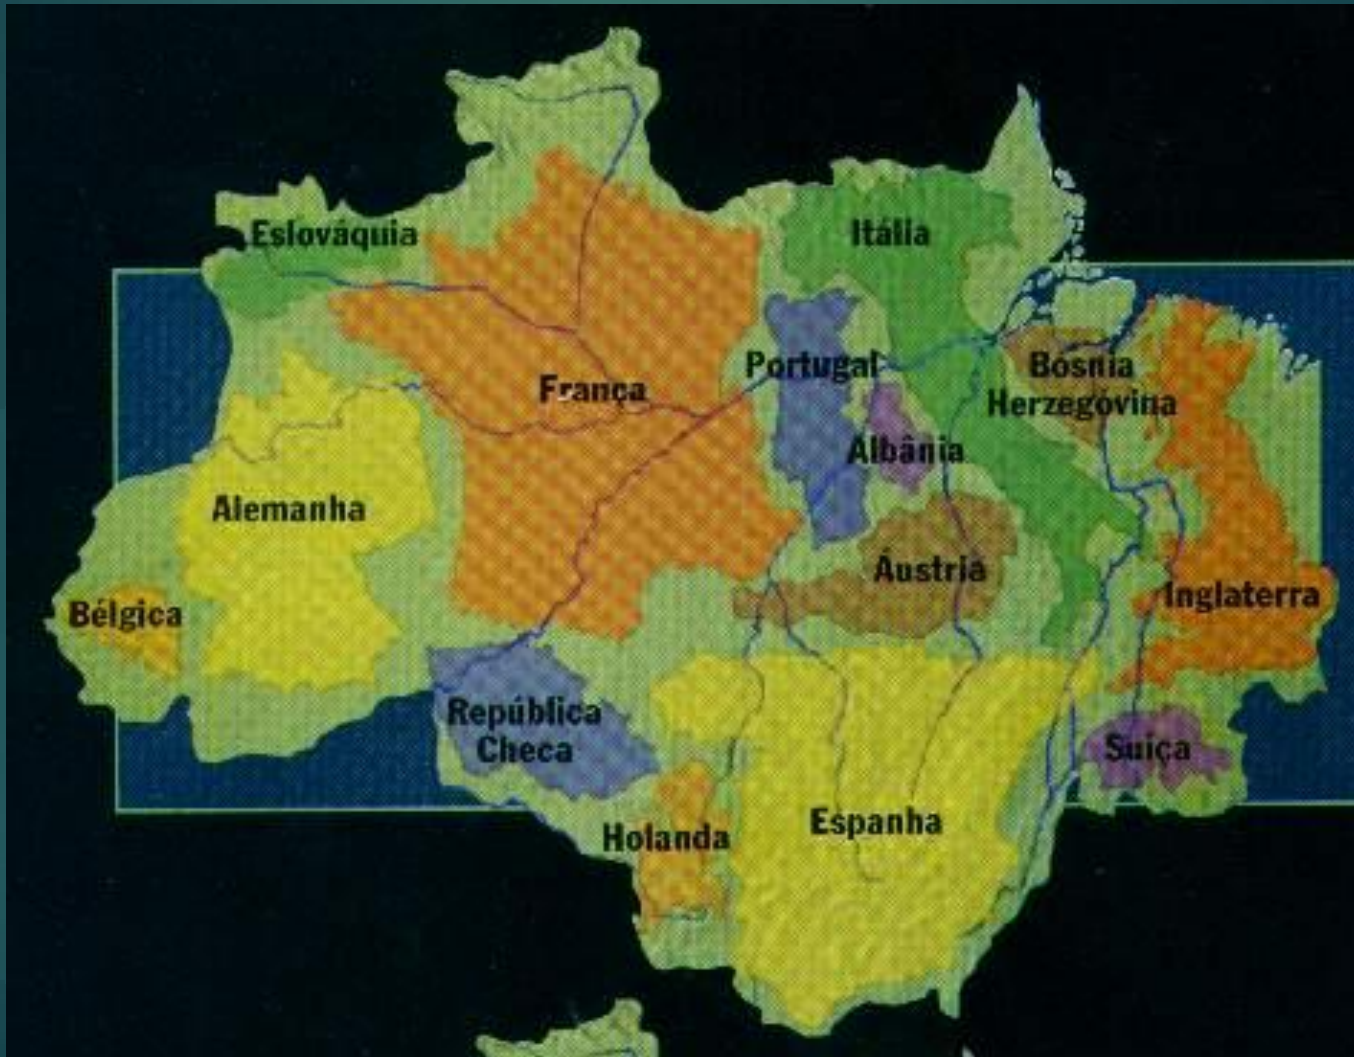 Eslováquia
Itália
Portugal
Bósnia
Herzegovina
França
Albânia
Alemanha
Áustria
Inglaterra
Bélgica
República
Checa
Suiça
Espanha
Holanda